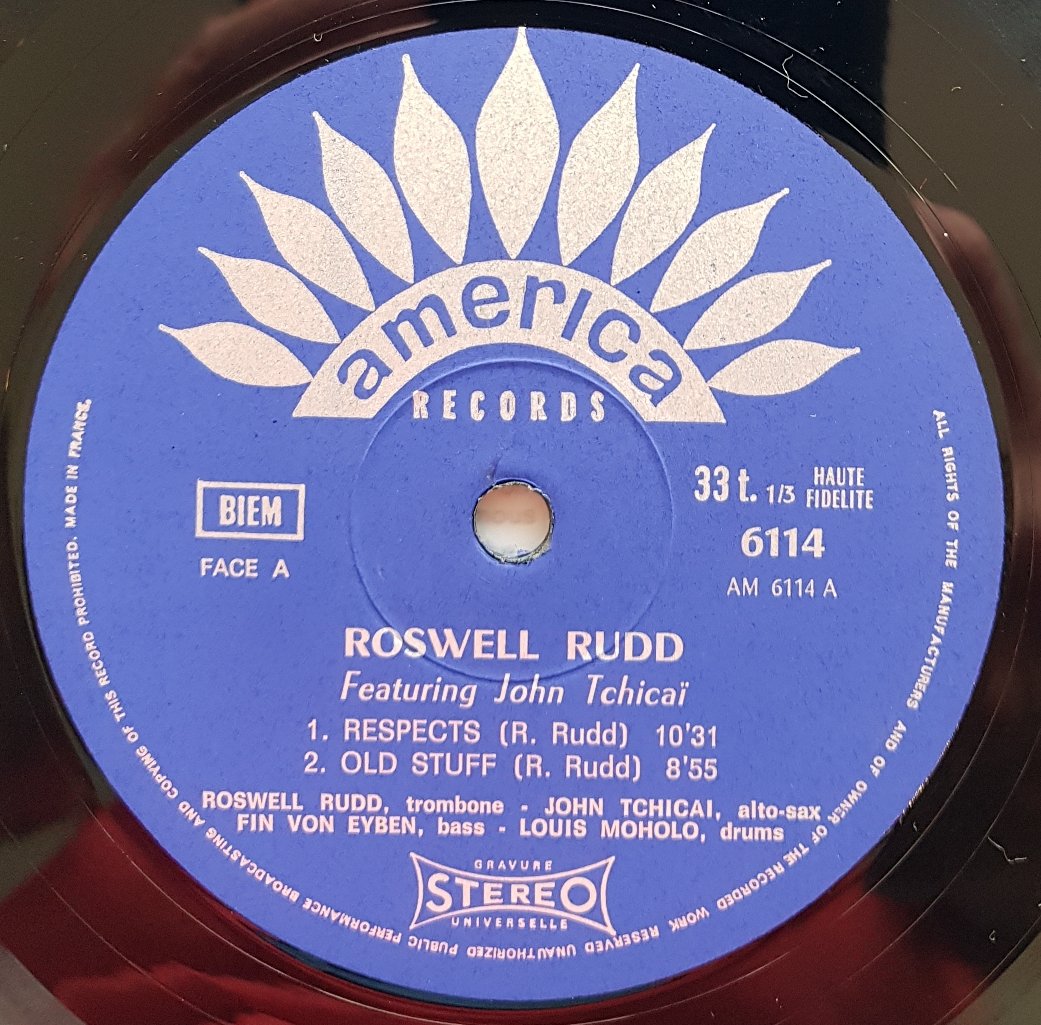 america
RECORDS
BIEM
FACE A
33 t. 1/3 HAUTE
FIDELITE
6114
AM 6114 A
ROSWELL RUDD
Featuring John Tchicaï
1. RESPECTS (R. Rudd) 10'31
2. OLD STUFF (R. Rudd) 8'55
ROSWELL RUDD, trombone - JOHN TCHICAI, alto-sax
FIN VON EYBEN, bass - LOUIS MOHOLO, drums
GRAVURE
STEREO
UNIVERSELLE
ALL RIGHTS OF THE MANUFACTURERS AND OF OWNER OF THE RECORDED WORK RESERVED UNAUTHORIZED PUBLIC PERFORMANCE BROADCASTING AND COPYING OF THIS RECORD PROHIBITED. MADE IN FRANCE.